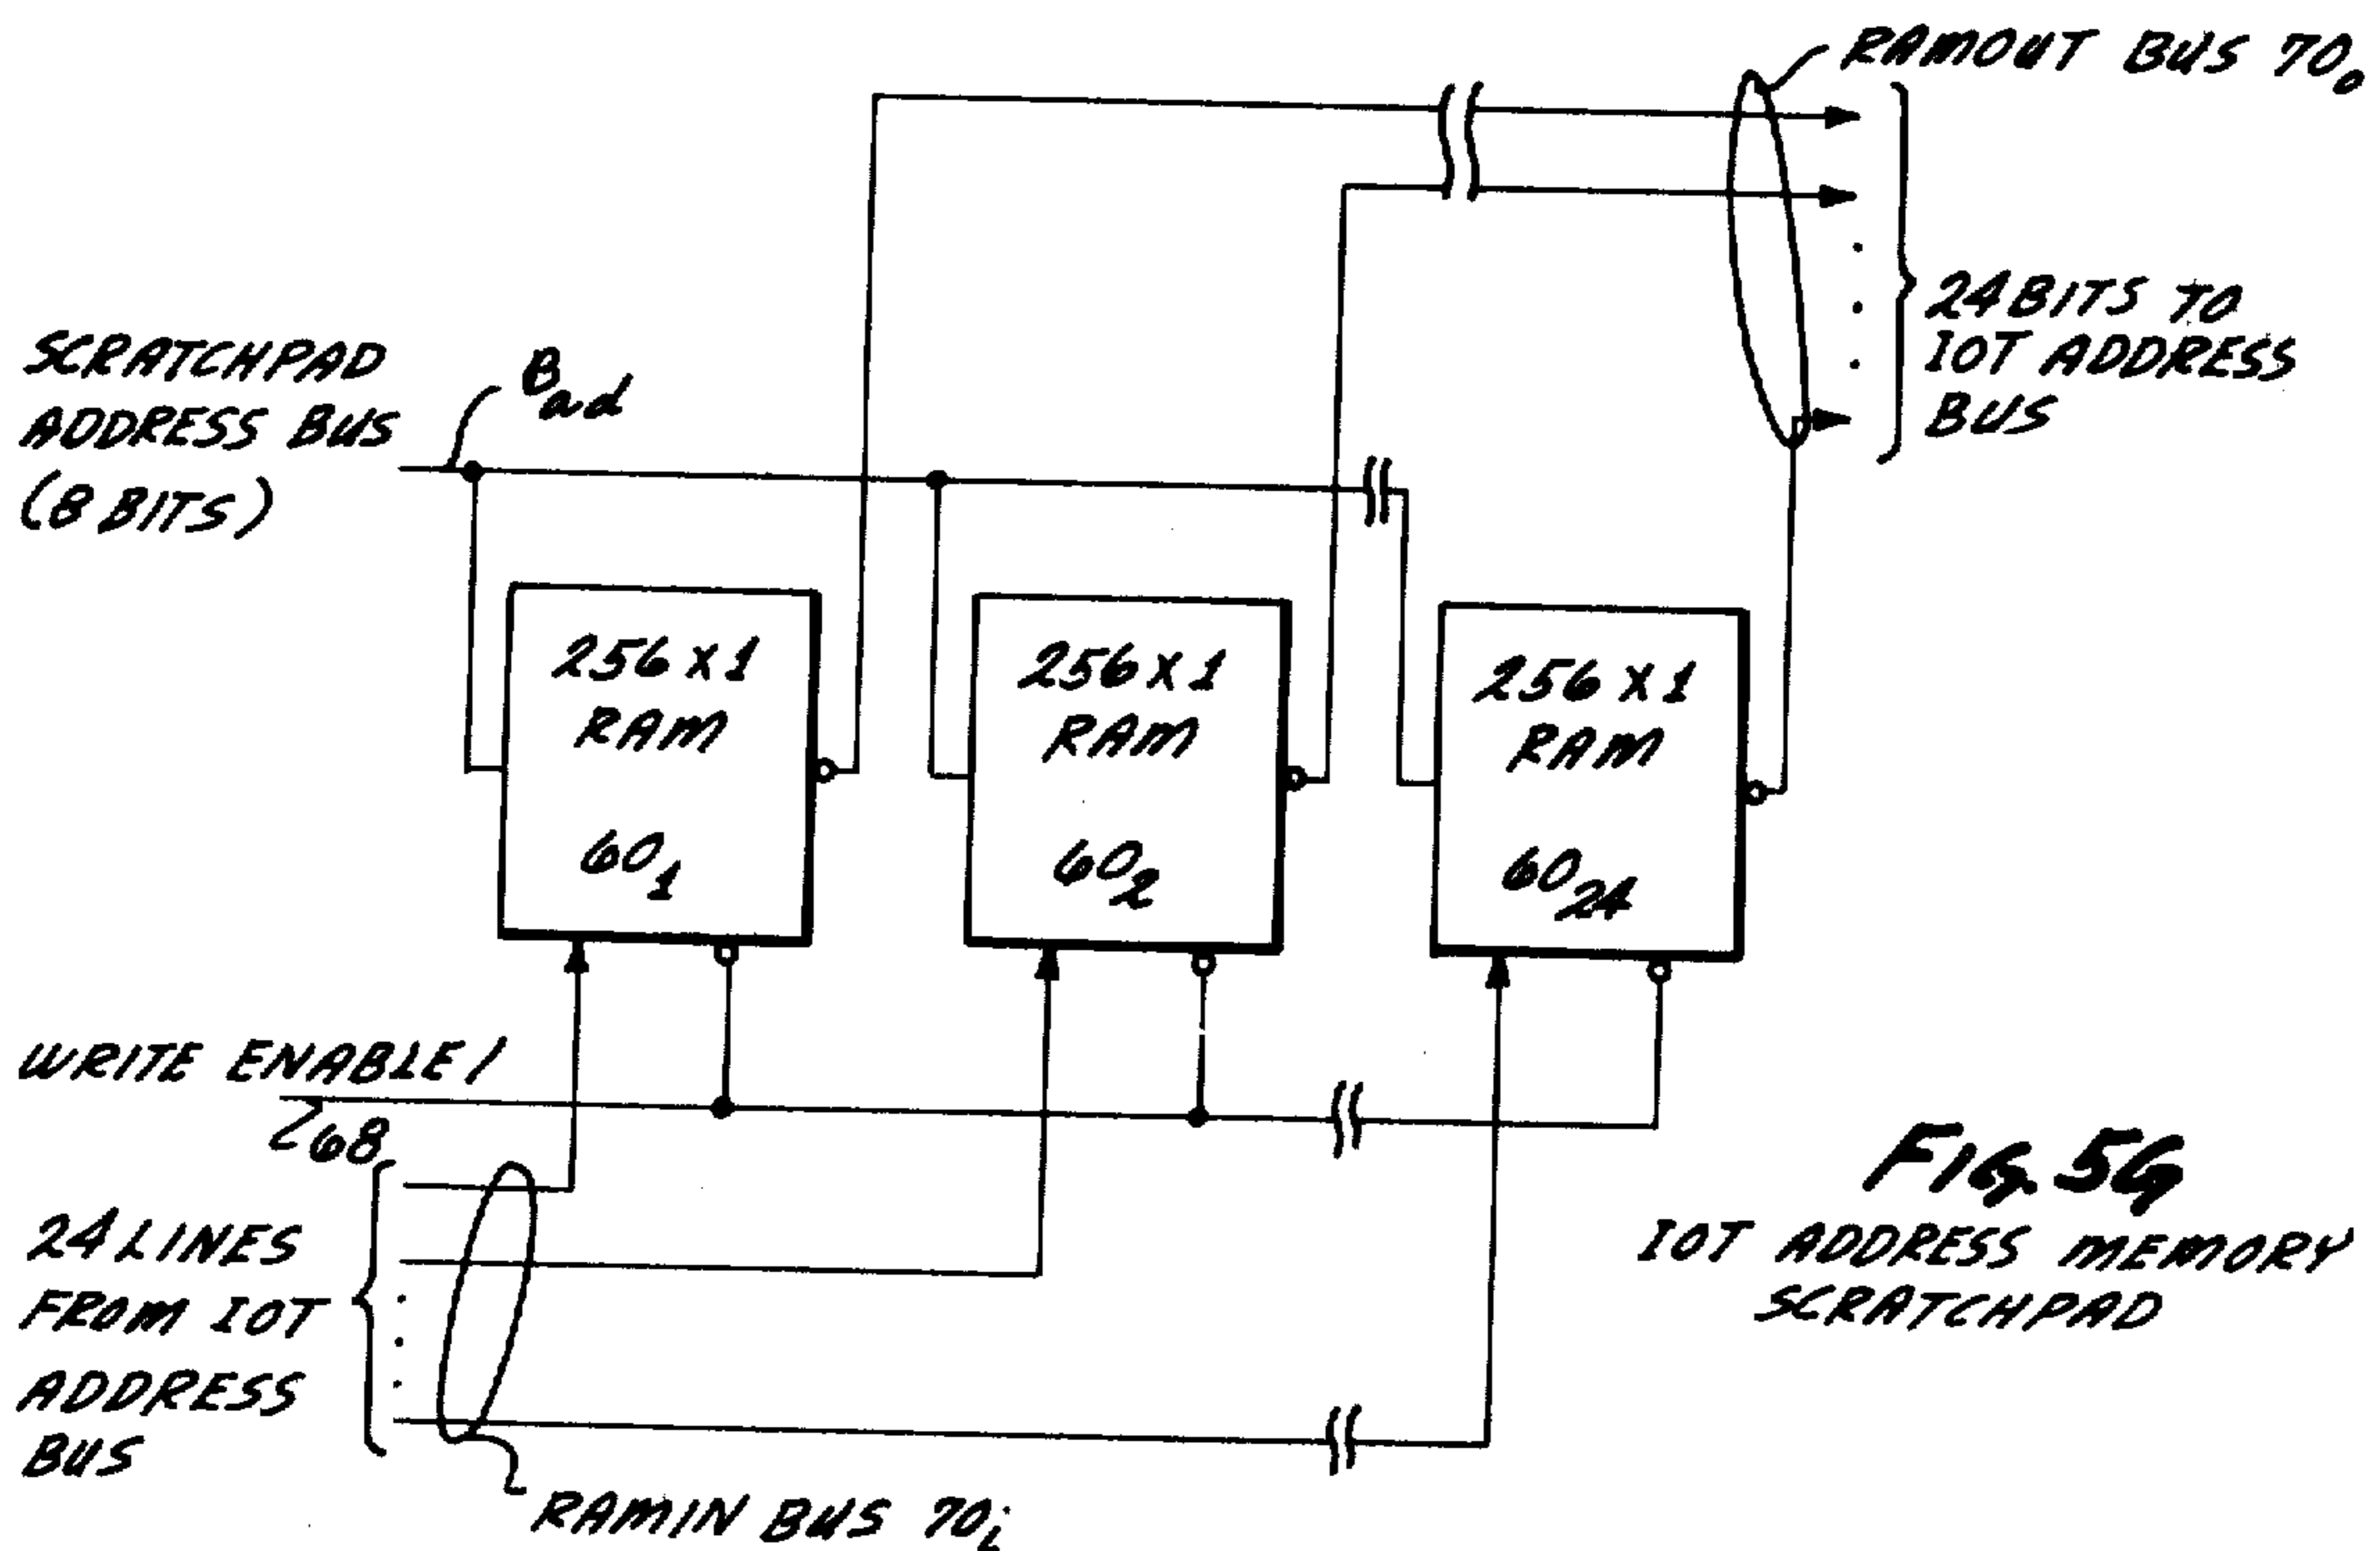 RAMOUT BUS 70o
24 BITS TO
IOT ADDRESS
BUS
SCRATCHPAD
ADDRESS BUS
(8 BITS)
Bad
256 x 1
RAM
601
256 x 1
RAM
602
256 x 1
RAM
6024
WRITE ENABLE /
68
24 LINES
FROM IOT
ADDRESS
BUS
RAMIN BUS 70i
FIG. 5G
IOT ADDRESS MEMORY
SCRATCHPAD